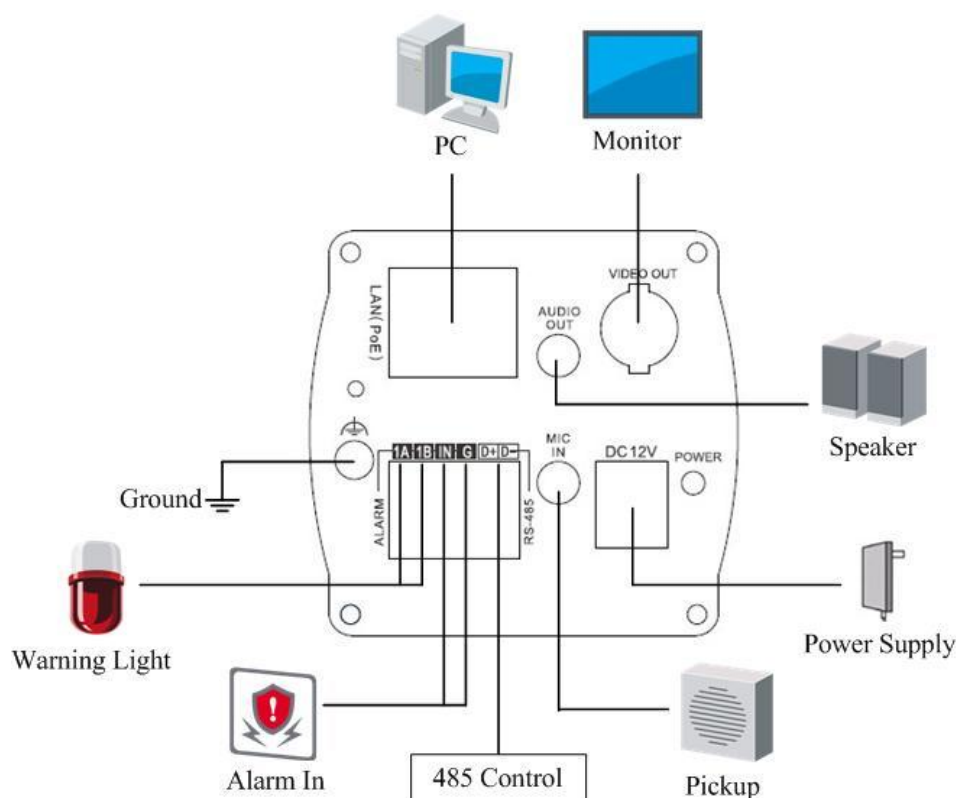 PC
Monitor
LAN(PoE)
VIDEO OUT
AUDIO
OUT
Speaker
1A 1B IN G D+ D-
ALARM
RS-485
MIC
IN
DC12V
POWER
Ground
Warning Light
Power Supply
Alarm In
485 Control
Pickup